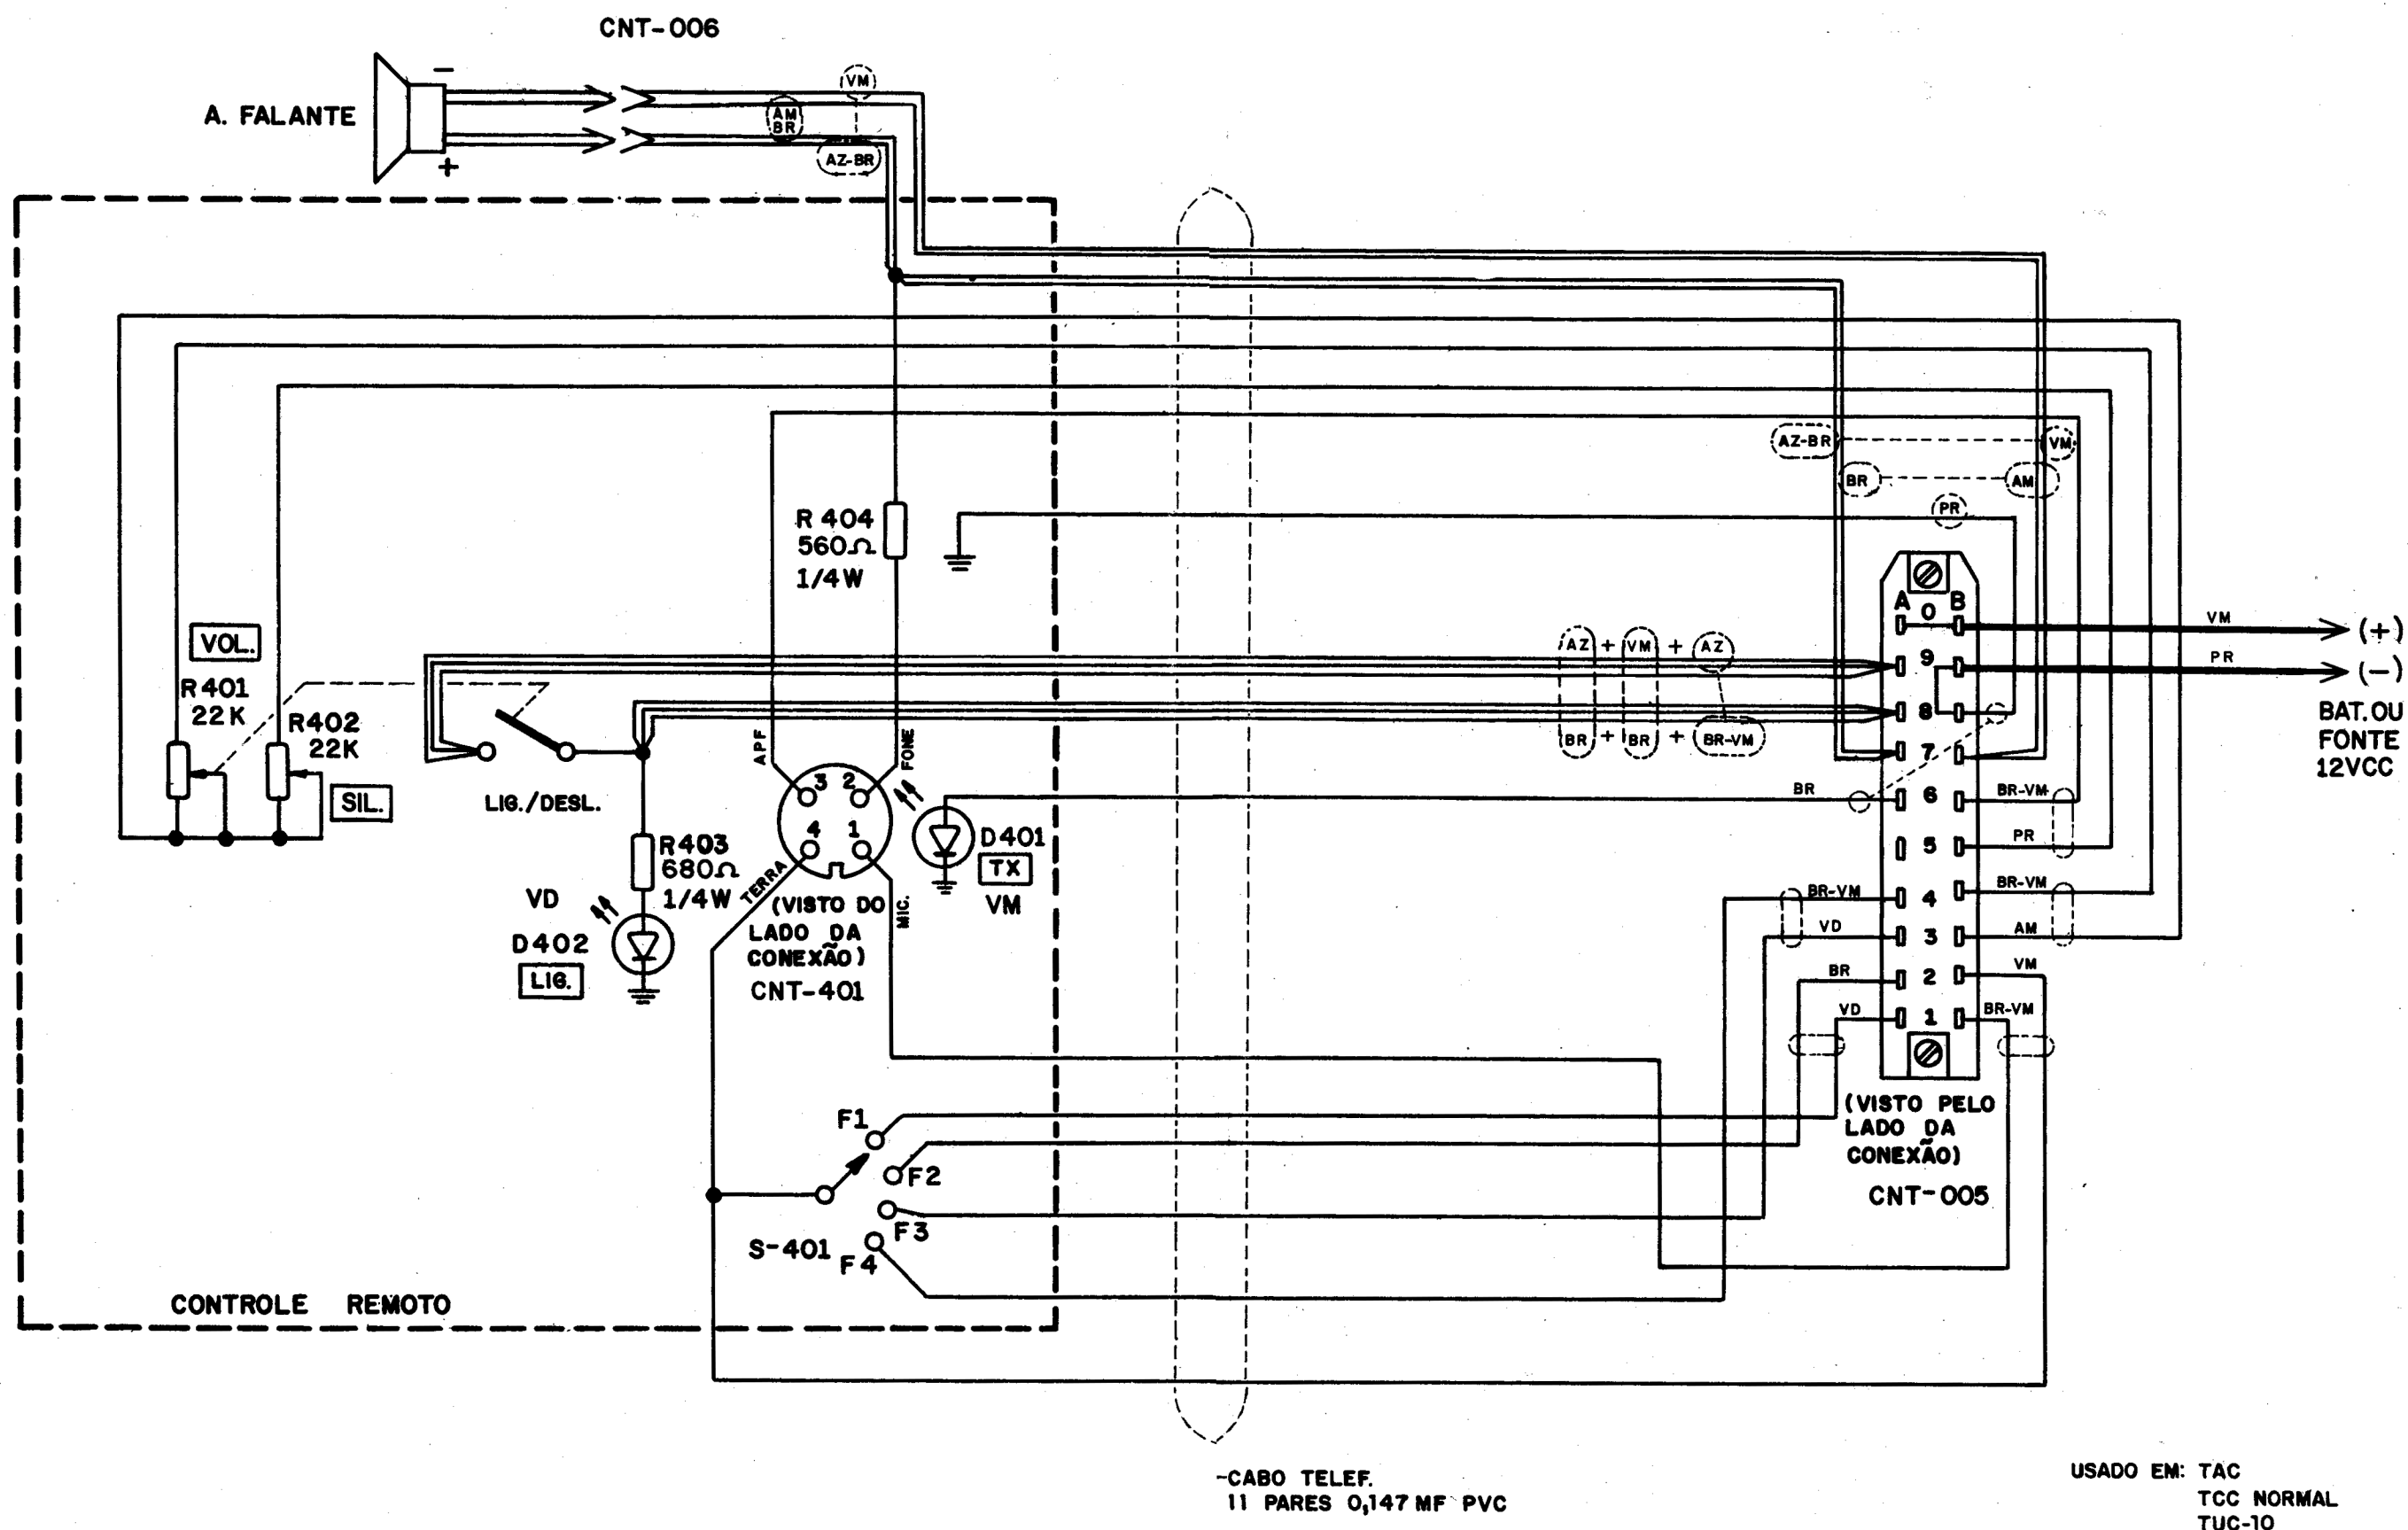 CNT-006
A. FALANTE
−
+
VM
AM
BR
AZ-BR
AZ-BR
VM
BR
AM
PR
R 404
560Ω
1/4W
VOL.
R401
22K
R402
22K
SIL.
LIG./DESL.
AZ + VM + AZ
BR + BR + BR-VM
APF
FONE
3 2
4 1
TERRA
MIC.
R403
680Ω
1/4W
VD
D402
LIG.
D401
TX
VM
(VISTO DO
LADO DA
CONEXÃO)
CNT-401
A 0 B
9
8
7
6
5
4
3
2
1
VM
(+)
PR
(-)
BAT. OU
FONTE
12VCC
BR
BR-VM
PR
BR-VM
BR-VM
VD
AM
BR
VM
VD
BR-VM
(VISTO PELO
LADO DA
CONEXÃO)
CNT-005
F1
F2
F3
F4
S-401
CONTROLE REMOTO
-CABO TELEF.
11 PARES 0,147 MF PVC
USADO EM: TAC
TCC NORMAL
TUC-10